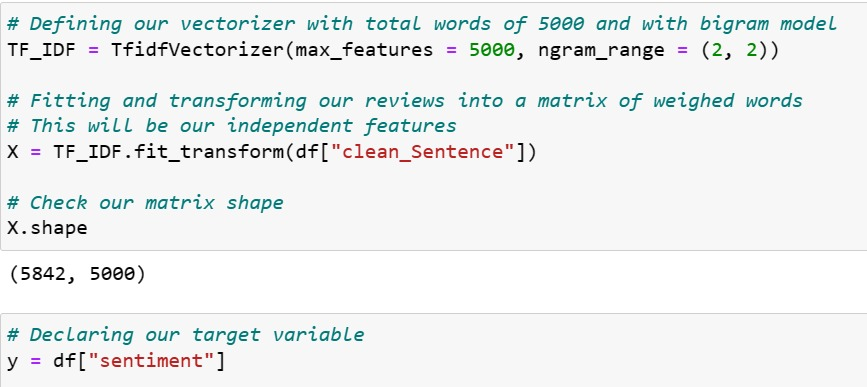 # Defining our vectorizer with total words of 5000 and with bigram model
TF_IDF = TfidfVectorizer(max_features = 5000, ngram_range = (2, 2))
# Fitting and transforming our reviews into a matrix of weighed words
# This will be our independent features
X = TF_IDF.fit_transform(df["clean_Sentence"])
# Check our matrix shape
X.shape
(5842, 5000)
# Declaring our target variable
y = df["sentiment"]